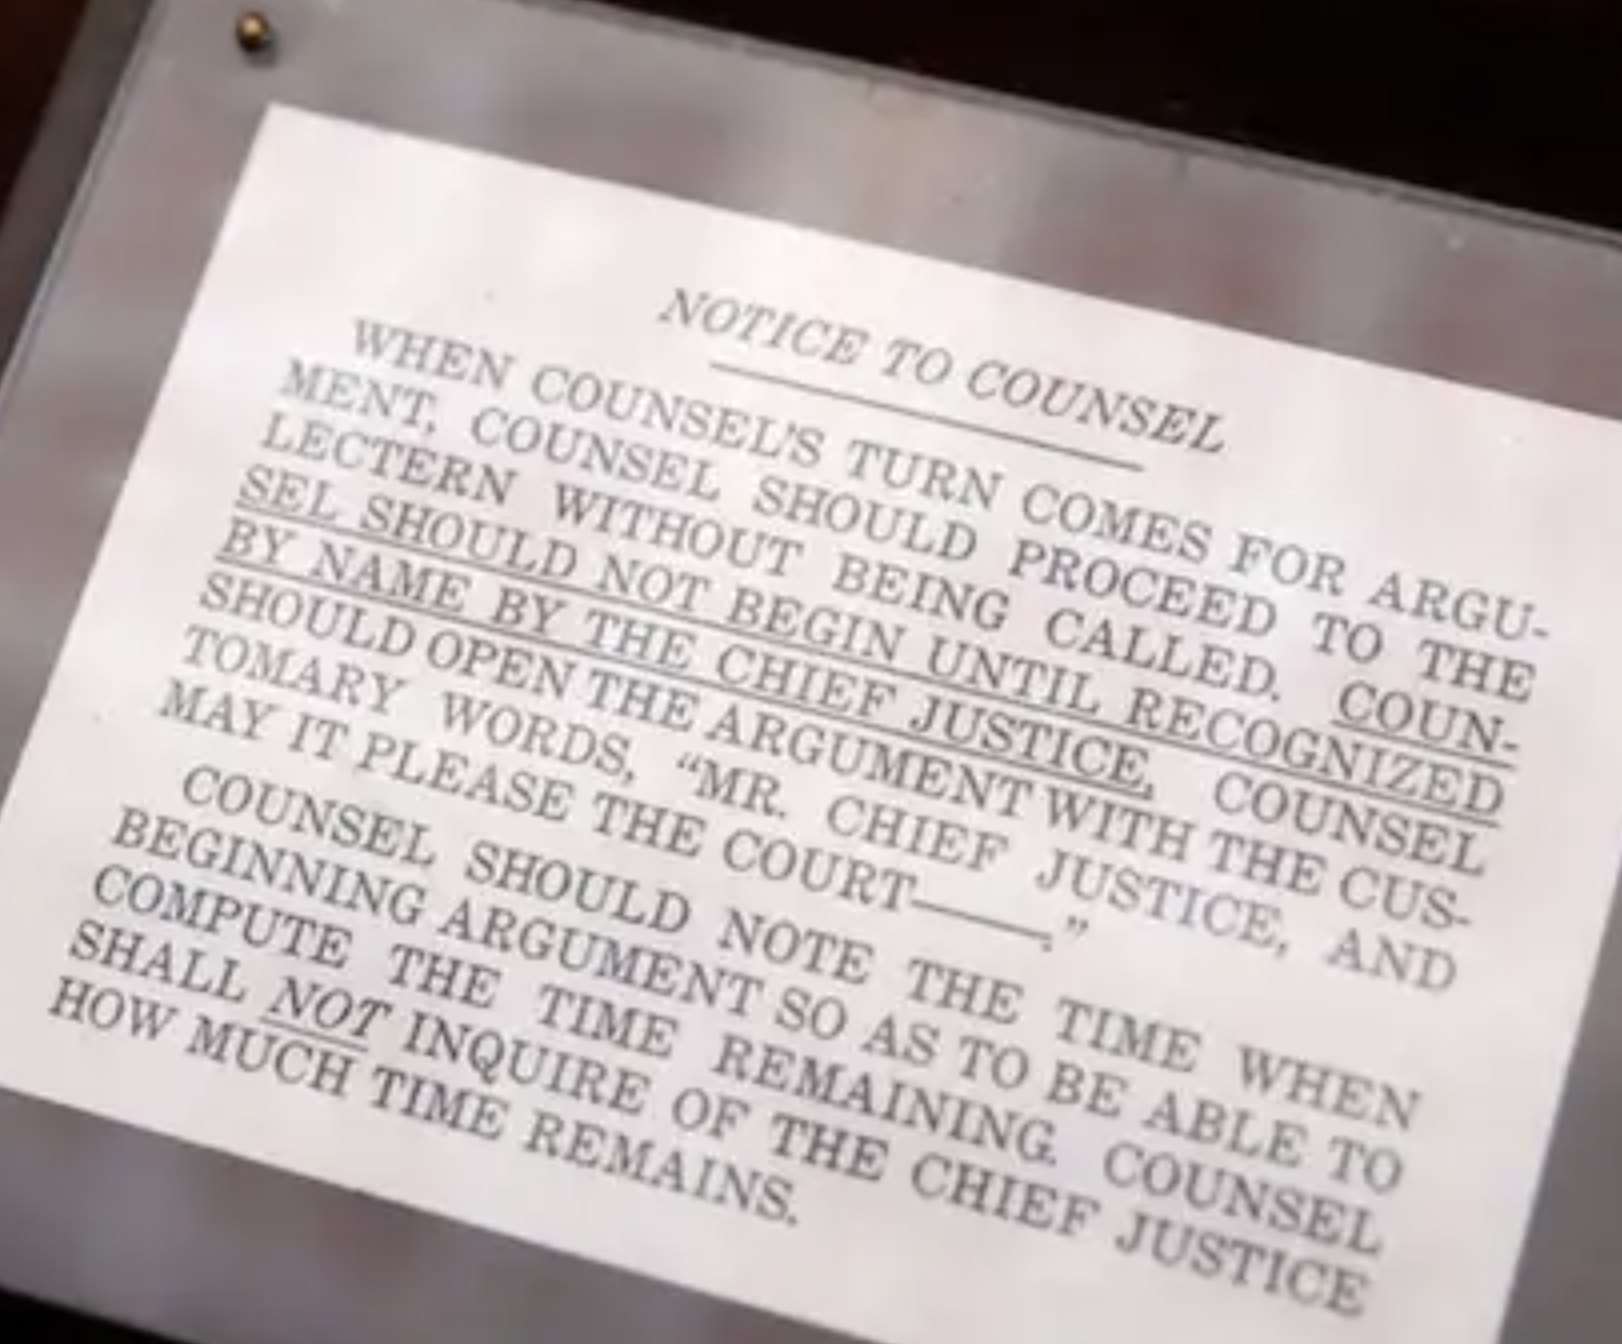 NOTICE TO COUNSEL
WHEN COUNSEL'S TURN COMES FOR ARGU-
MENT, COUNSEL SHOULD PROCEED TO THE
LECTERN WITHOUT BEING CALLED. COUN-
SEL SHOULD NOT BEGIN UNTIL RECOGNIZED
BY NAME BY THE CHIEF JUSTICE, COUNSEL
SHOULD OPEN THE ARGUMENT WITH THE CUS-
TOMARY WORDS, “MR. CHIEF JUSTICE, AND
MAY IT PLEASE THE COURT——.”
COUNSEL SHOULD NOTE THE TIME WHEN
BEGINNING ARGUMENT SO AS TO BE ABLE TO
COMPUTE THE TIME REMAINING. COUNSEL
SHALL NOT INQUIRE OF THE CHIEF JUSTICE
HOW MUCH TIME REMAINS.